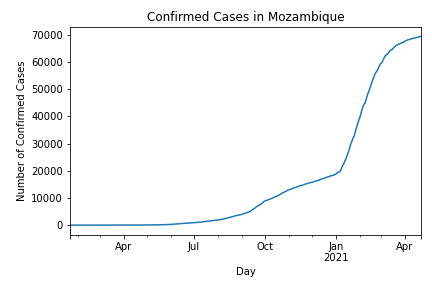 Confirmed Cases in Mozambique
70000
60000
50000
40000
30000
20000
10000
0
Number of Confirmed Cases
Apr Jul Oct Jan Apr
2021
Day